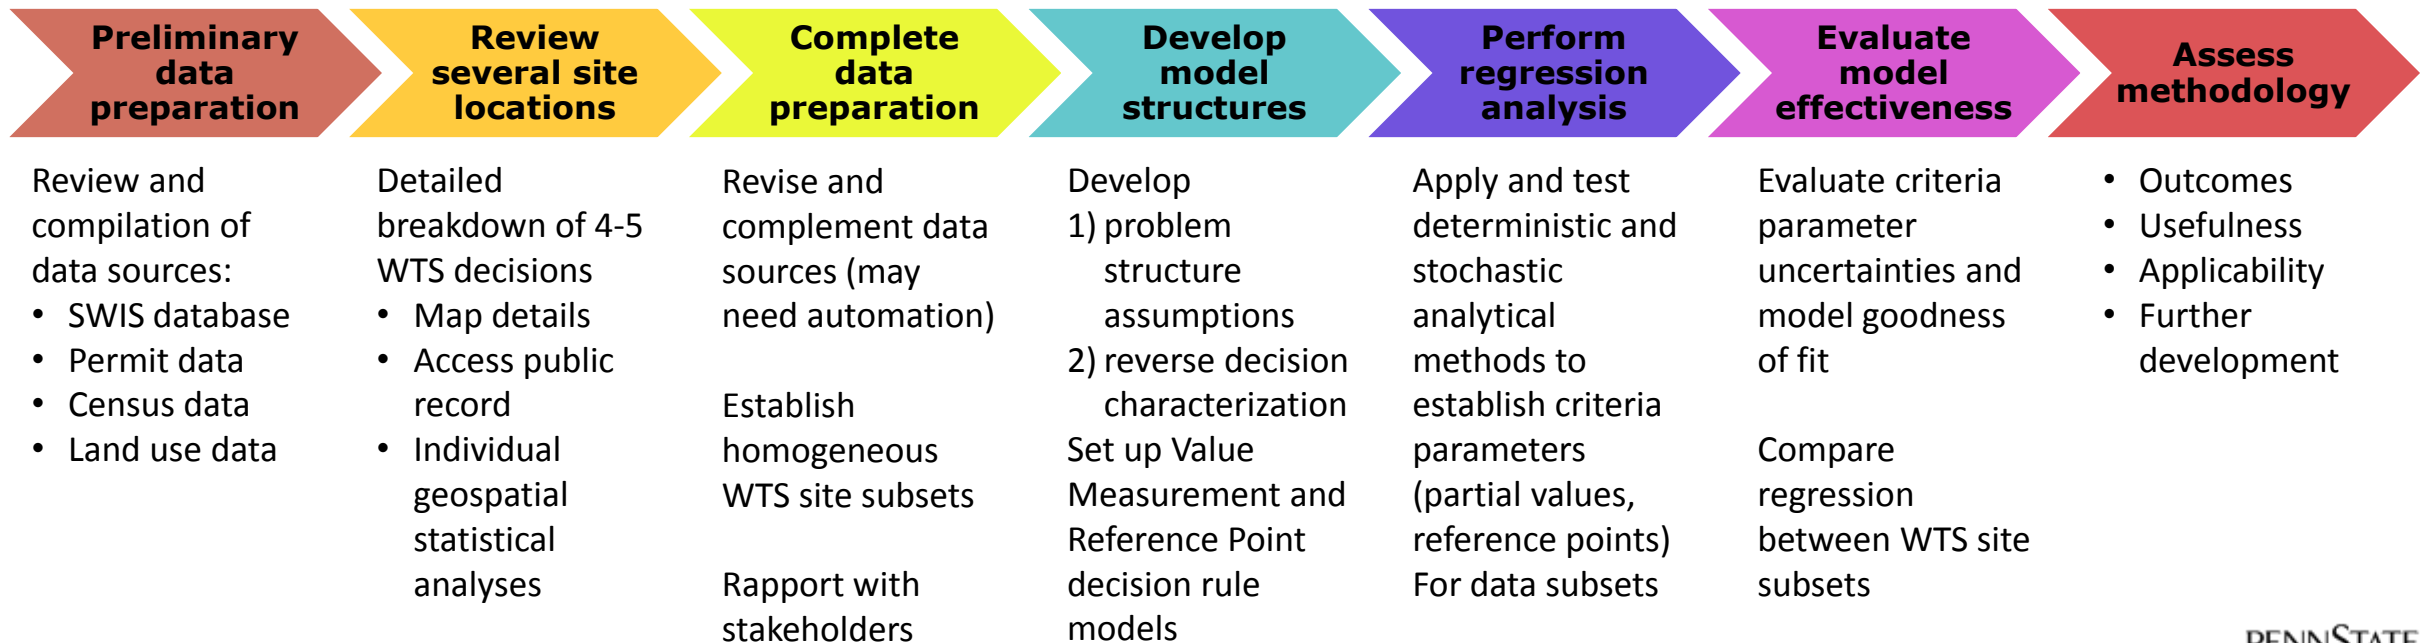 Preliminary
data
preparation
Review
several site
locations
Complete
data
preparation
Develop
model
structures
Perform
regression
analysis
Evaluate
model
effectiveness
Assess
methodology
Review and
compilation of
data sources:
• SWIS database
• Permit data
• Census data
• Land use data
Detailed
breakdown of 4-5
WTS decisions
• Map details
• Access public
record
• Individual
geospatial
statistical
analyses
Revise and
complement data
sources (may
need automation)
Establish
homogeneous
WTS site subsets
Rapport with
stakeholders
Develop
1) problem
structure
assumptions
2) reverse decision
characterization
Set up Value
Measurement and
Reference Point
decision rule
models
Apply and test
deterministic and
stochastic
analytical
methods to
establish criteria
parameters
(partial values,
reference points)
For data subsets
Evaluate criteria
parameter
uncertainties and
model goodness
of fit
Compare
regression
between WTS site
subsets
• Outcomes
• Usefulness
• Applicability
• Further
development
PENNSTATE